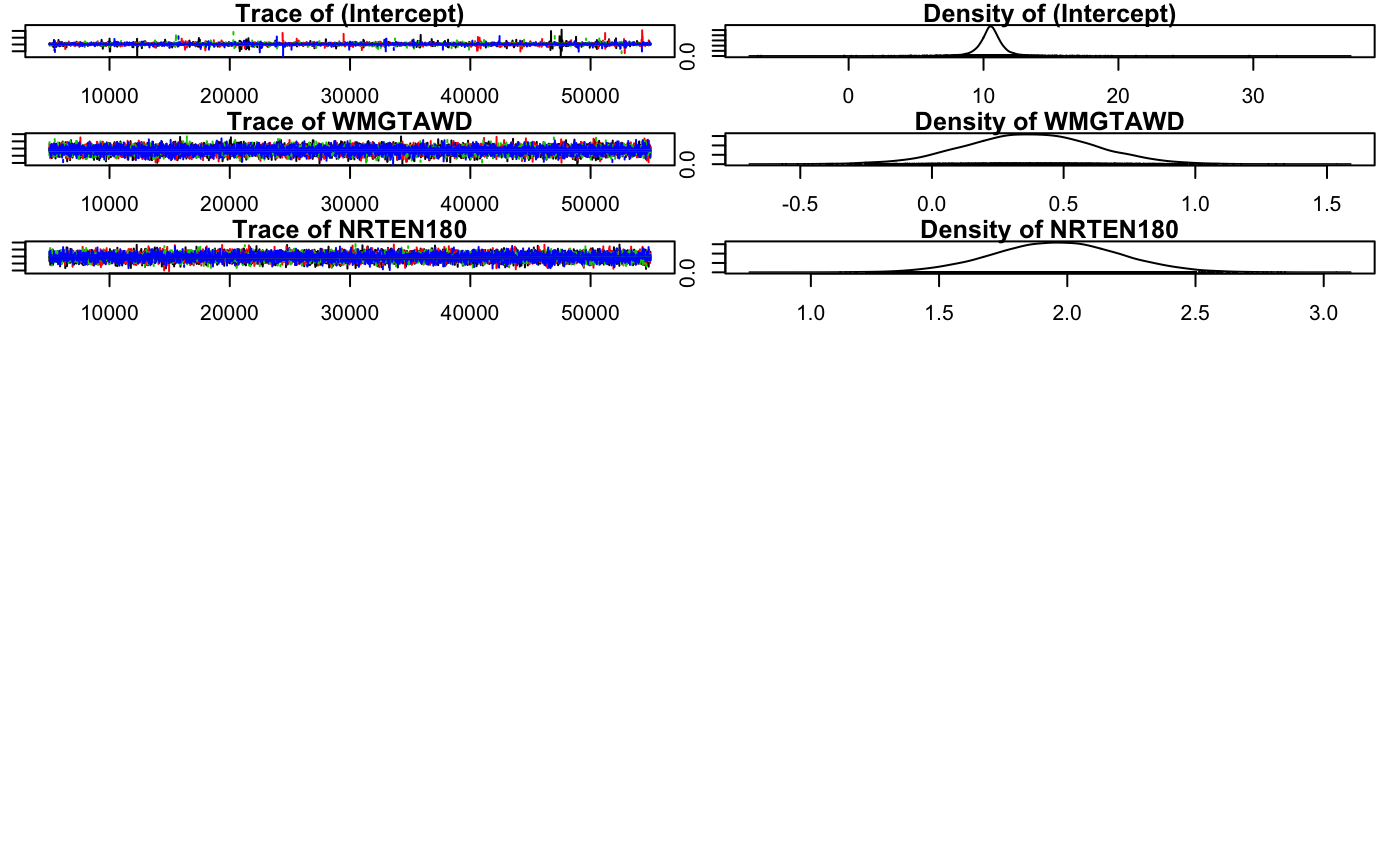 Trace of (Intercept)
10000 20000 30000 40000 50000
Density of (Intercept)
0.0
0 10 20 30
Trace of WMGTAWD
10000 20000 30000 40000 50000
Density of WMGTAWD
0.0
-0.5 0.0 0.5 1.0 1.5
Trace of NRTEN180
10000 20000 30000 40000 50000
Density of NRTEN180
0.0
1.0 1.5 2.0 2.5 3.0